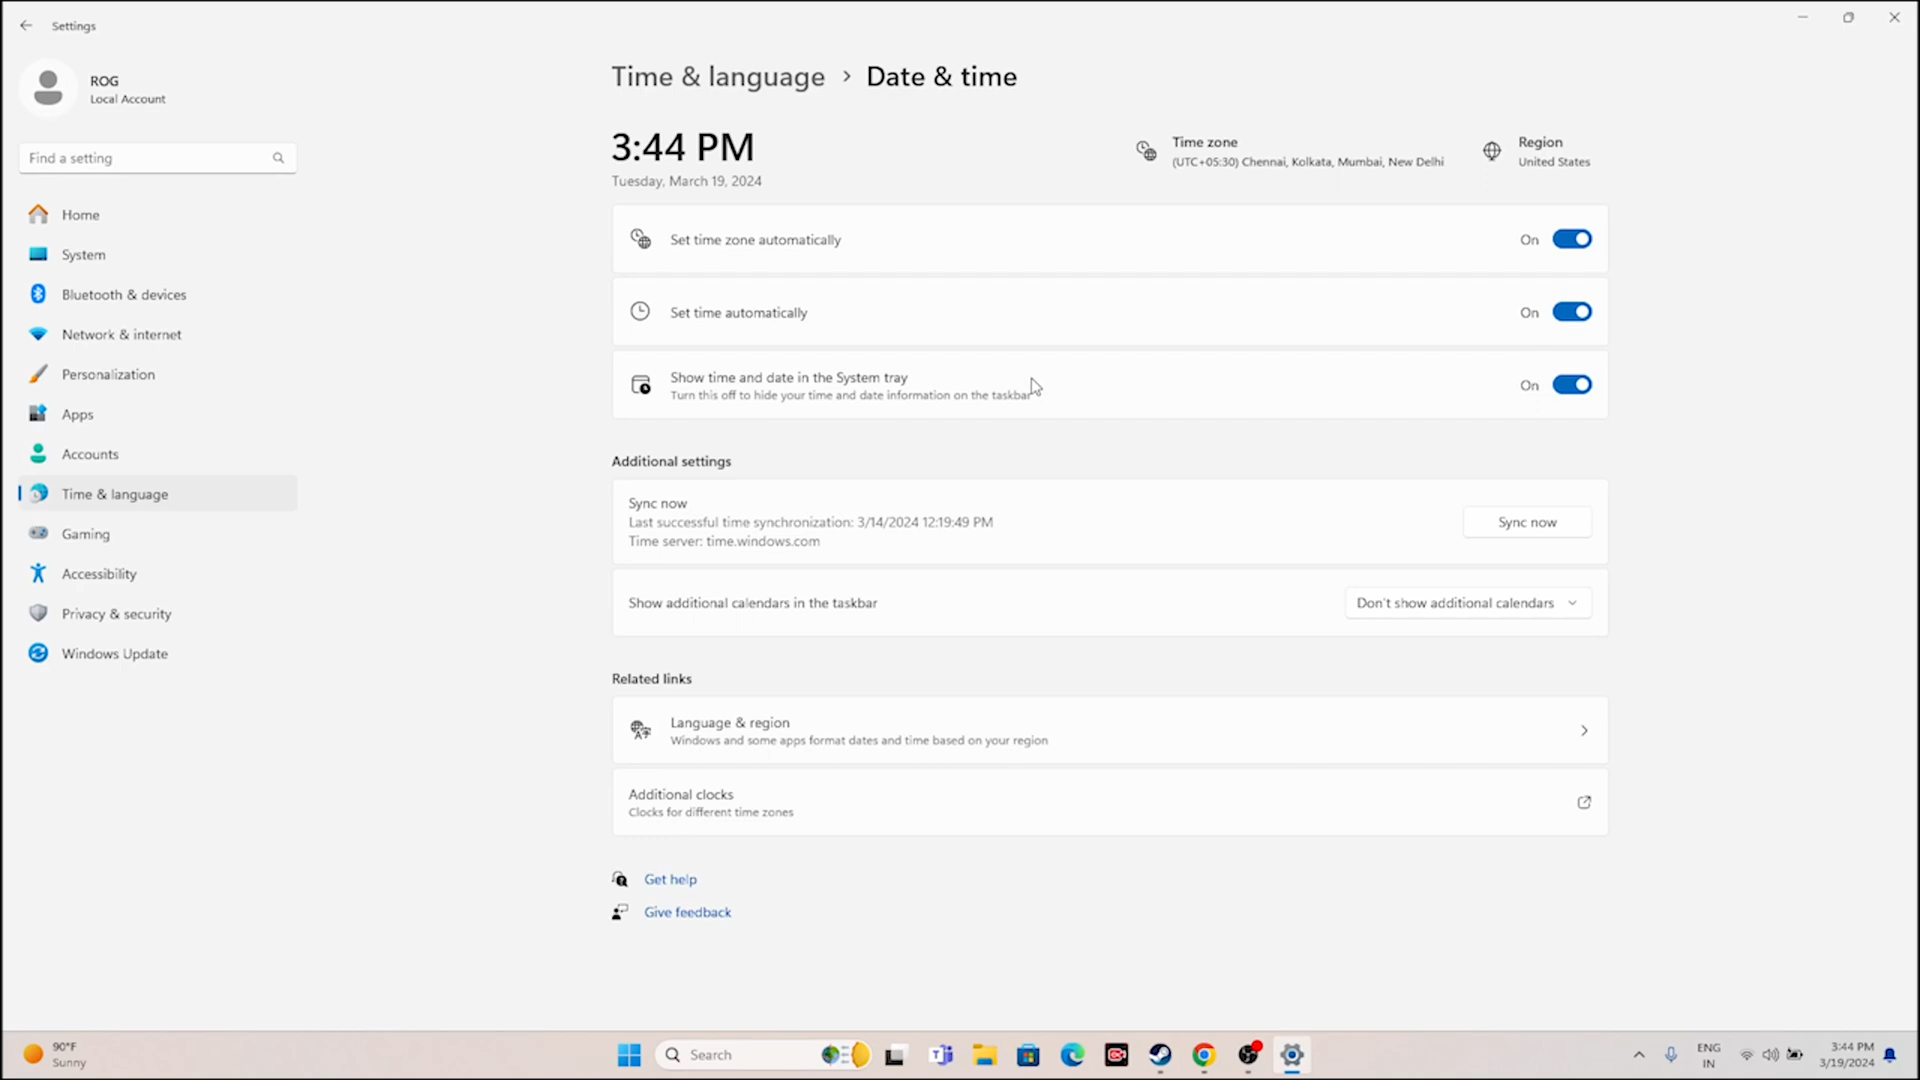 Settings
ROG
Local Account
Find a setting
Home
System
Bluetooth & devices
Network & internet
Personalization
Apps
Accounts
Time & language
Gaming
Accessibility
Privacy & security
Windows Update
Time & language › Date & time
3:44 PM
Tuesday, March 19, 2024
Time zone
(UTC+05:30) Chennai, Kolkata, Mumbai, New Delhi
Region
United States
Set time zone automatically
On
Set time automatically
On
Show time and date in the System tray
Turn this off to hide your time and date information on the taskbar
On
Additional settings
Sync now
Last successful time synchronization: 3/14/2024 12:19:49 PM
Time server: time.windows.com
Sync now
Show additional calendars in the taskbar
Don't show additional calendars
Related links
Language & region
Windows and some apps format dates and time based on your region
Additional clocks
Clocks for different time zones
Get help
Give feedback
90°F
Sunny
Search
ENG
IN
3:44 PM
3/19/2024